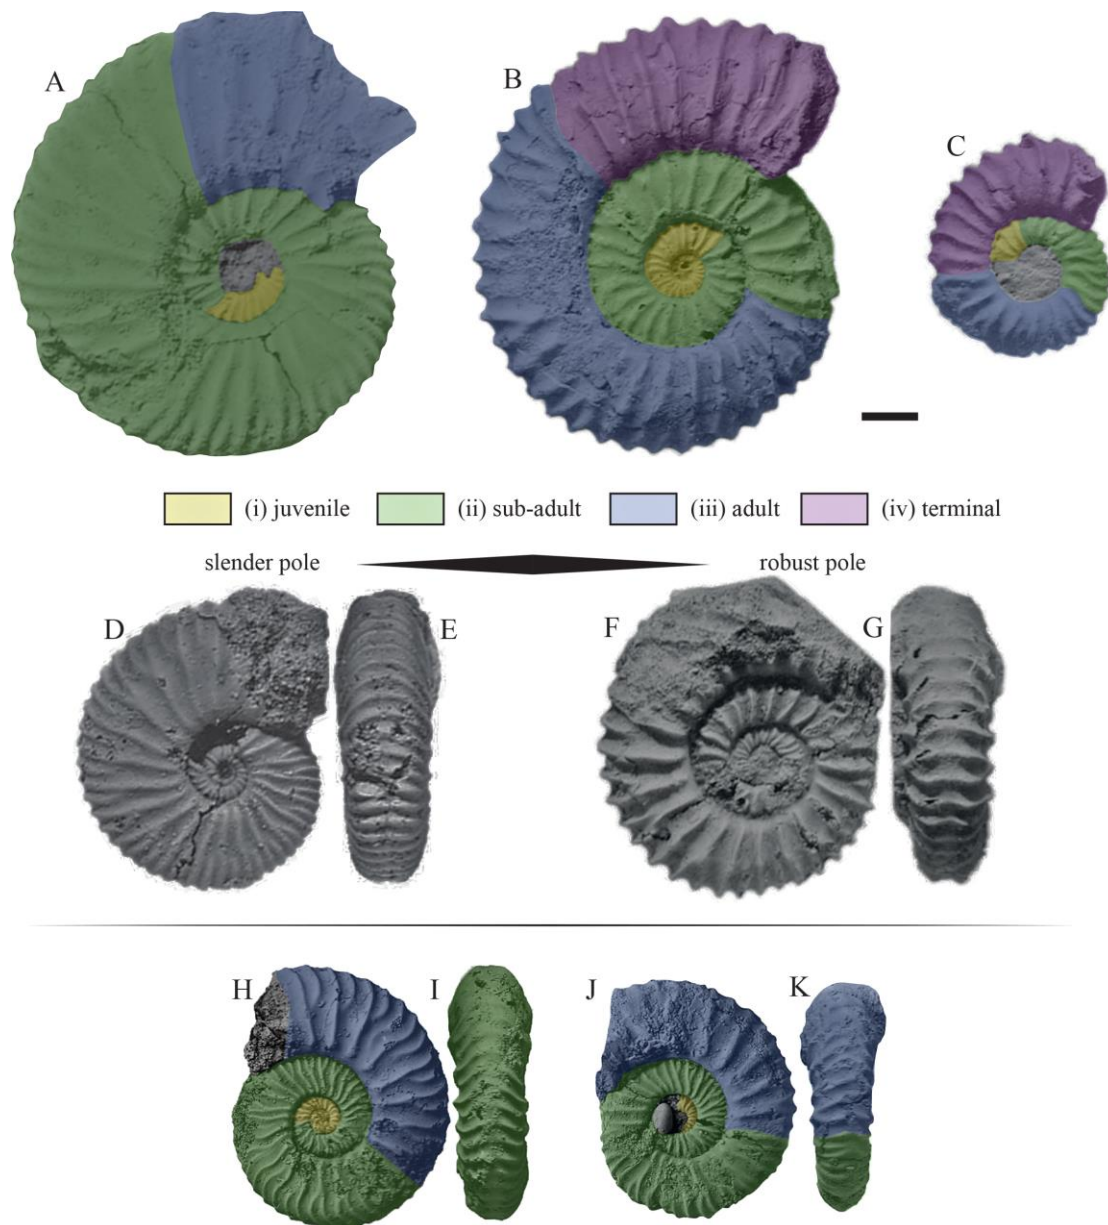 A
B
C
(i) juvenile
(ii) sub-adult
(iii) adult
(iv) terminal
slender pole
robust pole
D
E
F
G
H
I
J
K